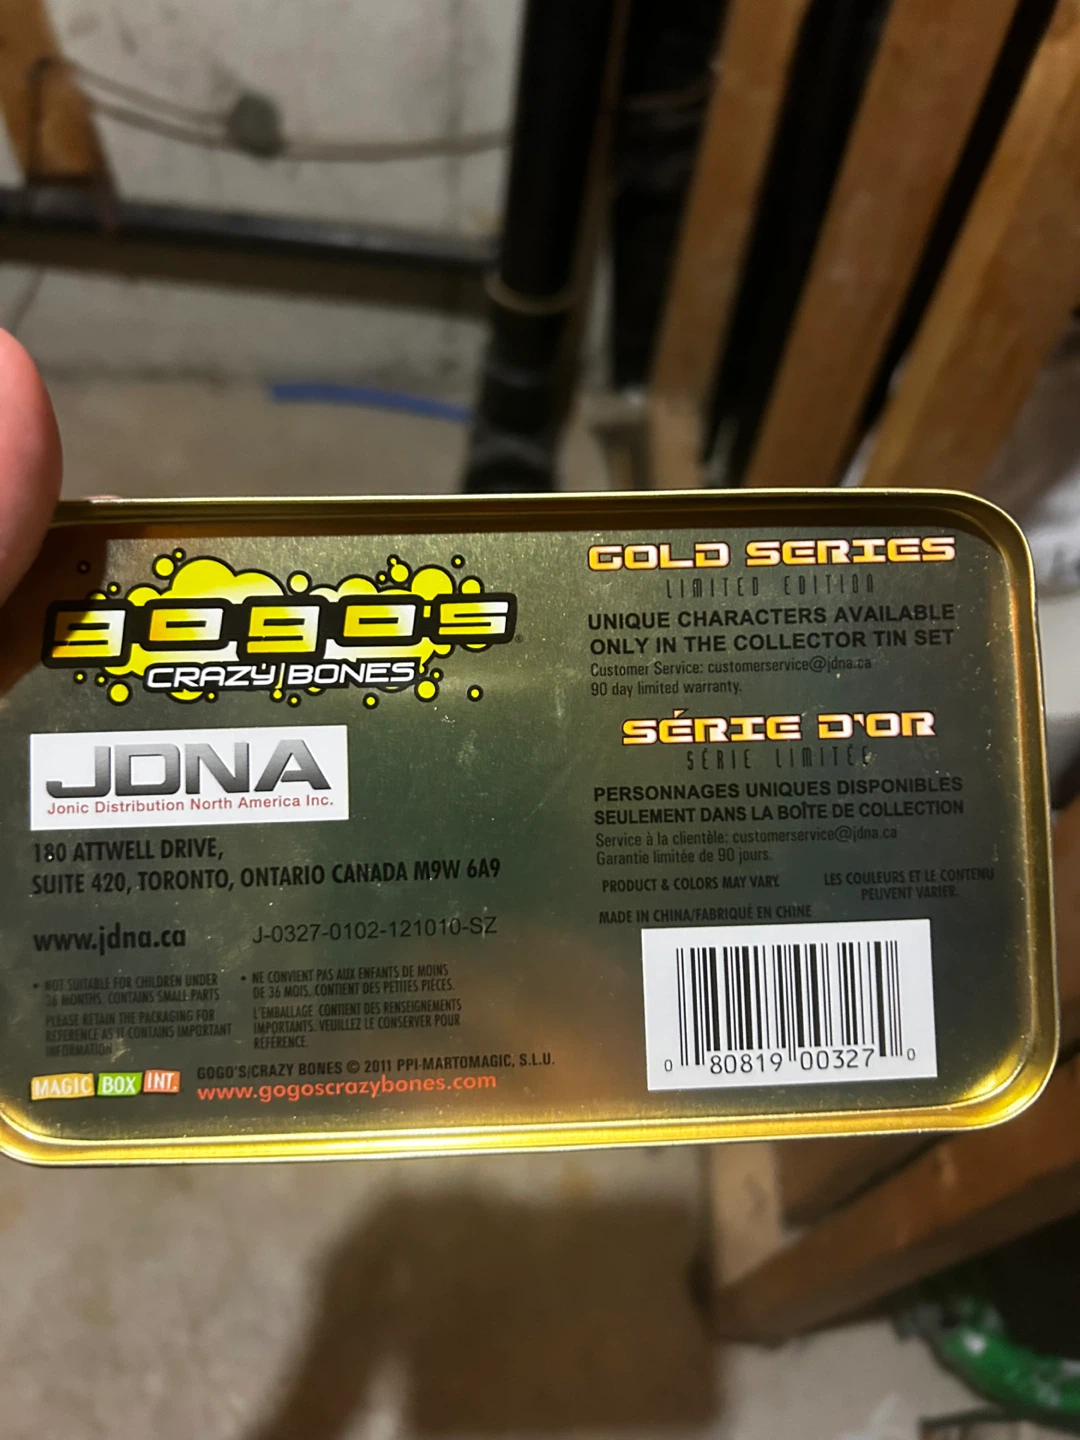 gogo's®
CRAZY BONES
JDNA
Jonic Distribution North America Inc.
180 ATTWELL DRIVE,
SUITE 420, TORONTO, ONTARIO CANADA M9W 6A9
www.jdna.ca
J-0327-0102-121010-SZ
• NOT SUITABLE FOR CHILDREN UNDER
36 MONTHS. CONTAINS SMALL PARTS
PLEASE RETAIN THE PACKAGING FOR
REFERENCE AS IT CONTAINS IMPORTANT
INFORMATION
• NE CONVIENT PAS AUX ENFANTS DE MOINS
DE 36 MOIS. CONTIENT DES PETITES PIECES.
L'EMBALLAGE CONTIENT DES RENSEIGNEMENTS
IMPORTANTS. VEUILLEZ LE CONSERVER POUR
REFERENCE.
MAGIC BOX INT.
GOGO'S/CRAZY BONES © 2011 PPI-MARTOMAGIC, S.L.U.
www.gogoscrazybones.com
GOLD SERIES
LIMITED EDITION
UNIQUE CHARACTERS AVAILABLE
ONLY IN THE COLLECTOR TIN SET
Customer Service: customerservice@jdna.ca
90 day limited warranty.
SÉRIE D'OR
SÉRIE LIMITÉE
PERSONNAGES UNIQUES DISPONIBLES
SEULEMENT DANS LA BOÎTE DE COLLECTION
Service à la clientèle: customerservice@jdna.ca
Garantie limitée de 90 jours.
PRODUCT & COLORS MAY VARY.
LES COULEURS ET LE CONTENU
PEUVENT VARIER.
MADE IN CHINA/FABRIQUÉ EN CHINE
0 80819 00327 0